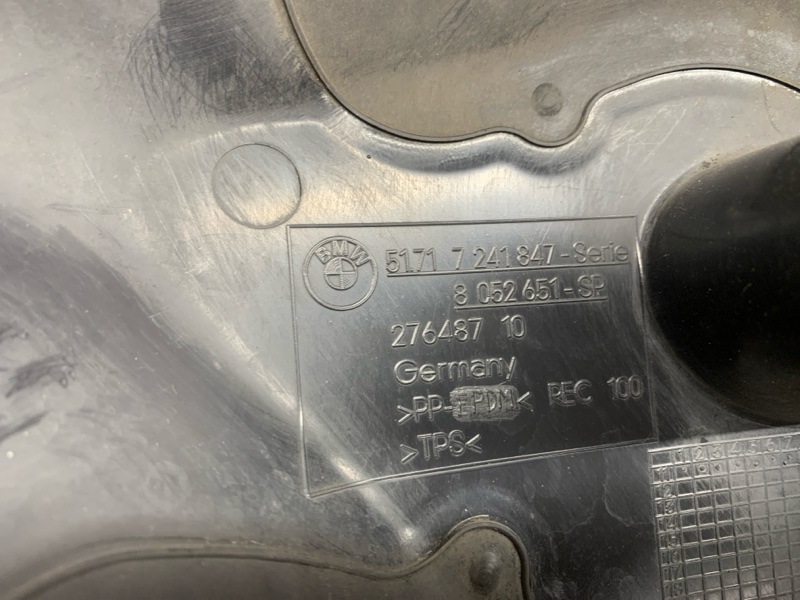 BMW
51.71 7 241 847-Serie
8 052 651-SP
276487 10
Germany
>PP-EPDM< REC 100
>TPS<